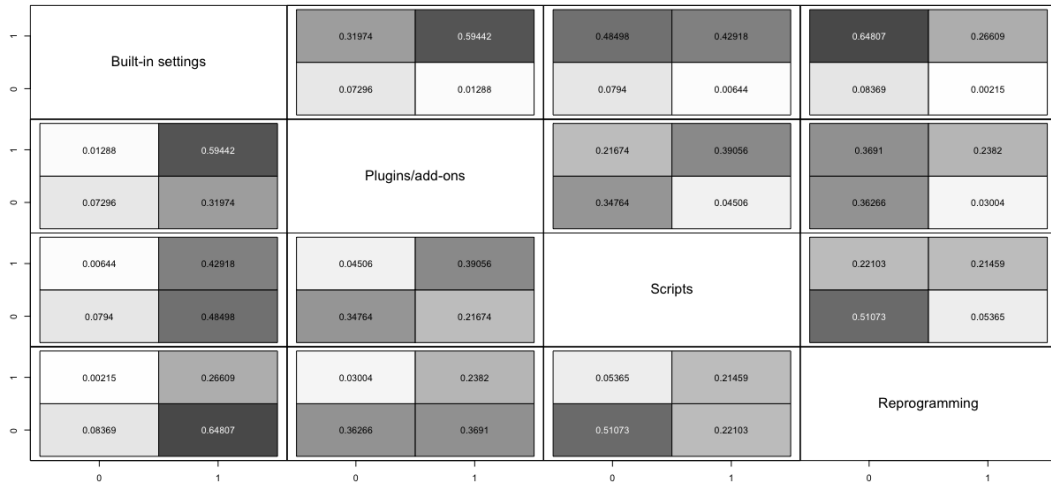 1 0.31974 0.59442 0.48498 0.42918 0.64807 0.26609
Built-in settings
0 0.07296 0.01288 0.0794 0.00644 0.08369 0.00215
1 0.01288 0.59442 0.21674 0.39056 0.3691 0.2382
Plugins/add-ons
0 0.07296 0.31974 0.34764 0.04506 0.36266 0.03004
1 0.00644 0.42918 0.04506 0.39056 0.22103 0.21459
Scripts
0 0.0794 0.48498 0.34764 0.21674 0.51073 0.05365
1 0.00215 0.26609 0.03004 0.2382 0.05365 0.21459
Reprogramming
0 0.08369 0.64807 0.36266 0.3691 0.51073 0.22103
0 1 0 1 0 1 0 1